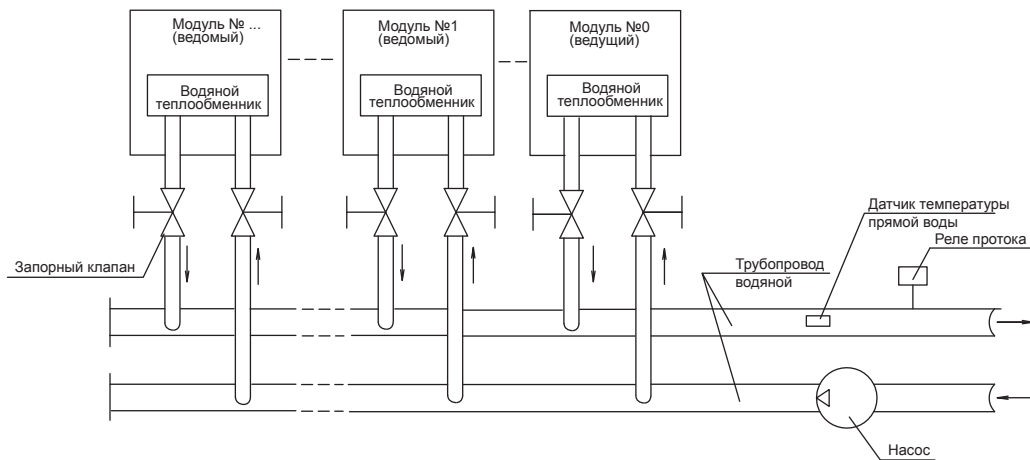 Модуль № ...
(ведомый)
Водяной
теплообменник
Модуль №1
(ведомый)
Водяной
теплообменник
Модуль №0
(ведущий)
Водяной
теплообменник
Датчик температуры
прямой воды
Реле протока
Запорный клапан
Трубопровод
водяной
Насос